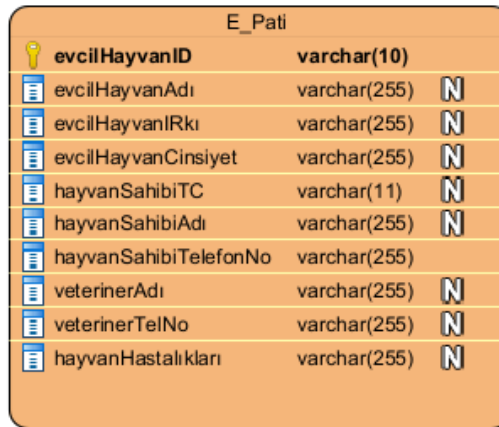 E_Pati
evcilHayvanID varchar(10)
evcilHayvanAdı varchar(255) N
evcilHayvanIRkı varchar(255) N
evcilHayvanCinsiyet varchar(255) N
hayvanSahibiTC varchar(11) N
hayvanSahibiAdı varchar(255) N
hayvanSahibiTelefonNo varchar(255)
veterinerAdı varchar(255) N
veterinerTelNo varchar(255) N
hayvanHastalıkları varchar(255) N